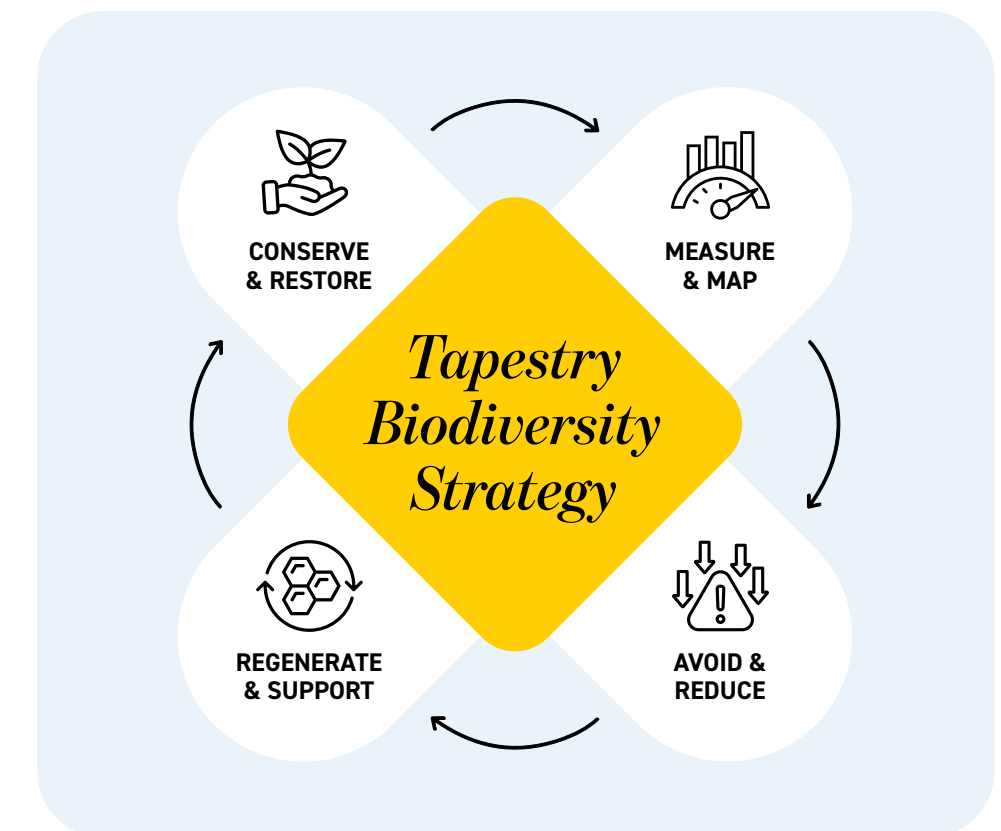 CONSERVE
& RESTORE
MEASURE
& MAP
Tapestry
Biodiversity
Strategy
REGENERATE
& SUPPORT
AVOID &
REDUCE